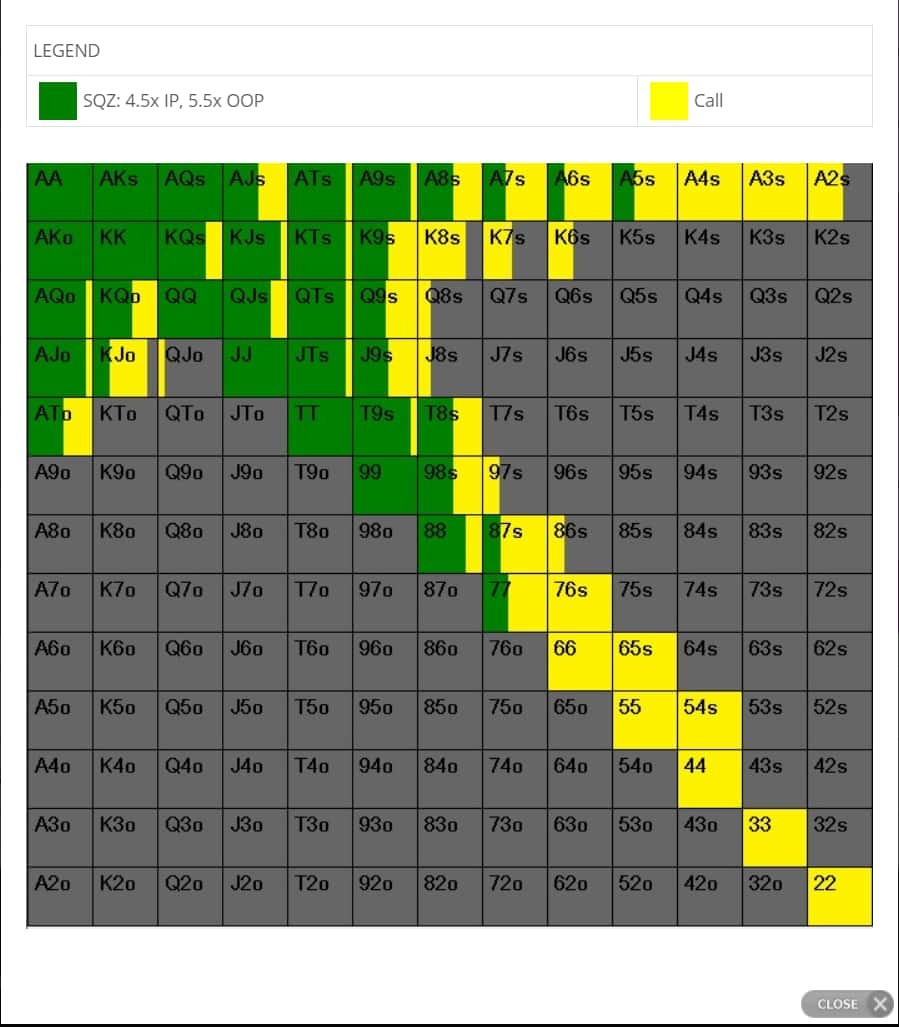 LEGEND
SQZ: 4.5x IP, 5.5x OOP Call
AA AKs AQs AJs ATs A9s A8s A7s A6s A5s A4s A3s A2s
AKo KK KQs KJs KTs K9s K8s K7s K6s K5s K4s K3s K2s
AQo KQo QQ QJs QTs Q9s Q8s Q7s Q6s Q5s Q4s Q3s Q2s
AJo KJo QJo JJ JTs J9s J8s J7s J6s J5s J4s J3s J2s
ATo KTo QTo JTo TT T9s T8s T7s T6s T5s T4s T3s T2s
A9o K9o Q9o J9o T9o 99 98s 97s 96s 95s 94s 93s 92s
A8o K8o Q8o J8o T8o 98o 88 87s 86s 85s 84s 83s 82s
A7o K7o Q7o J7o T7o 97o 87o 77 76s 75s 74s 73s 72s
A6o K6o Q6o J6o T6o 96o 86o 76o 66 65s 64s 63s 62s
A5o K5o Q5o J5o T5o 95o 85o 75o 65o 55 54s 53s 52s
A4o K4o Q4o J4o T4o 94o 84o 74o 64o 54o 44 43s 42s
A3o K3o Q3o J3o T3o 93o 83o 73o 63o 53o 43o 33 32s
A2o K2o Q2o J2o T2o 92o 82o 72o 62o 52o 42o 32o 22
CLOSE